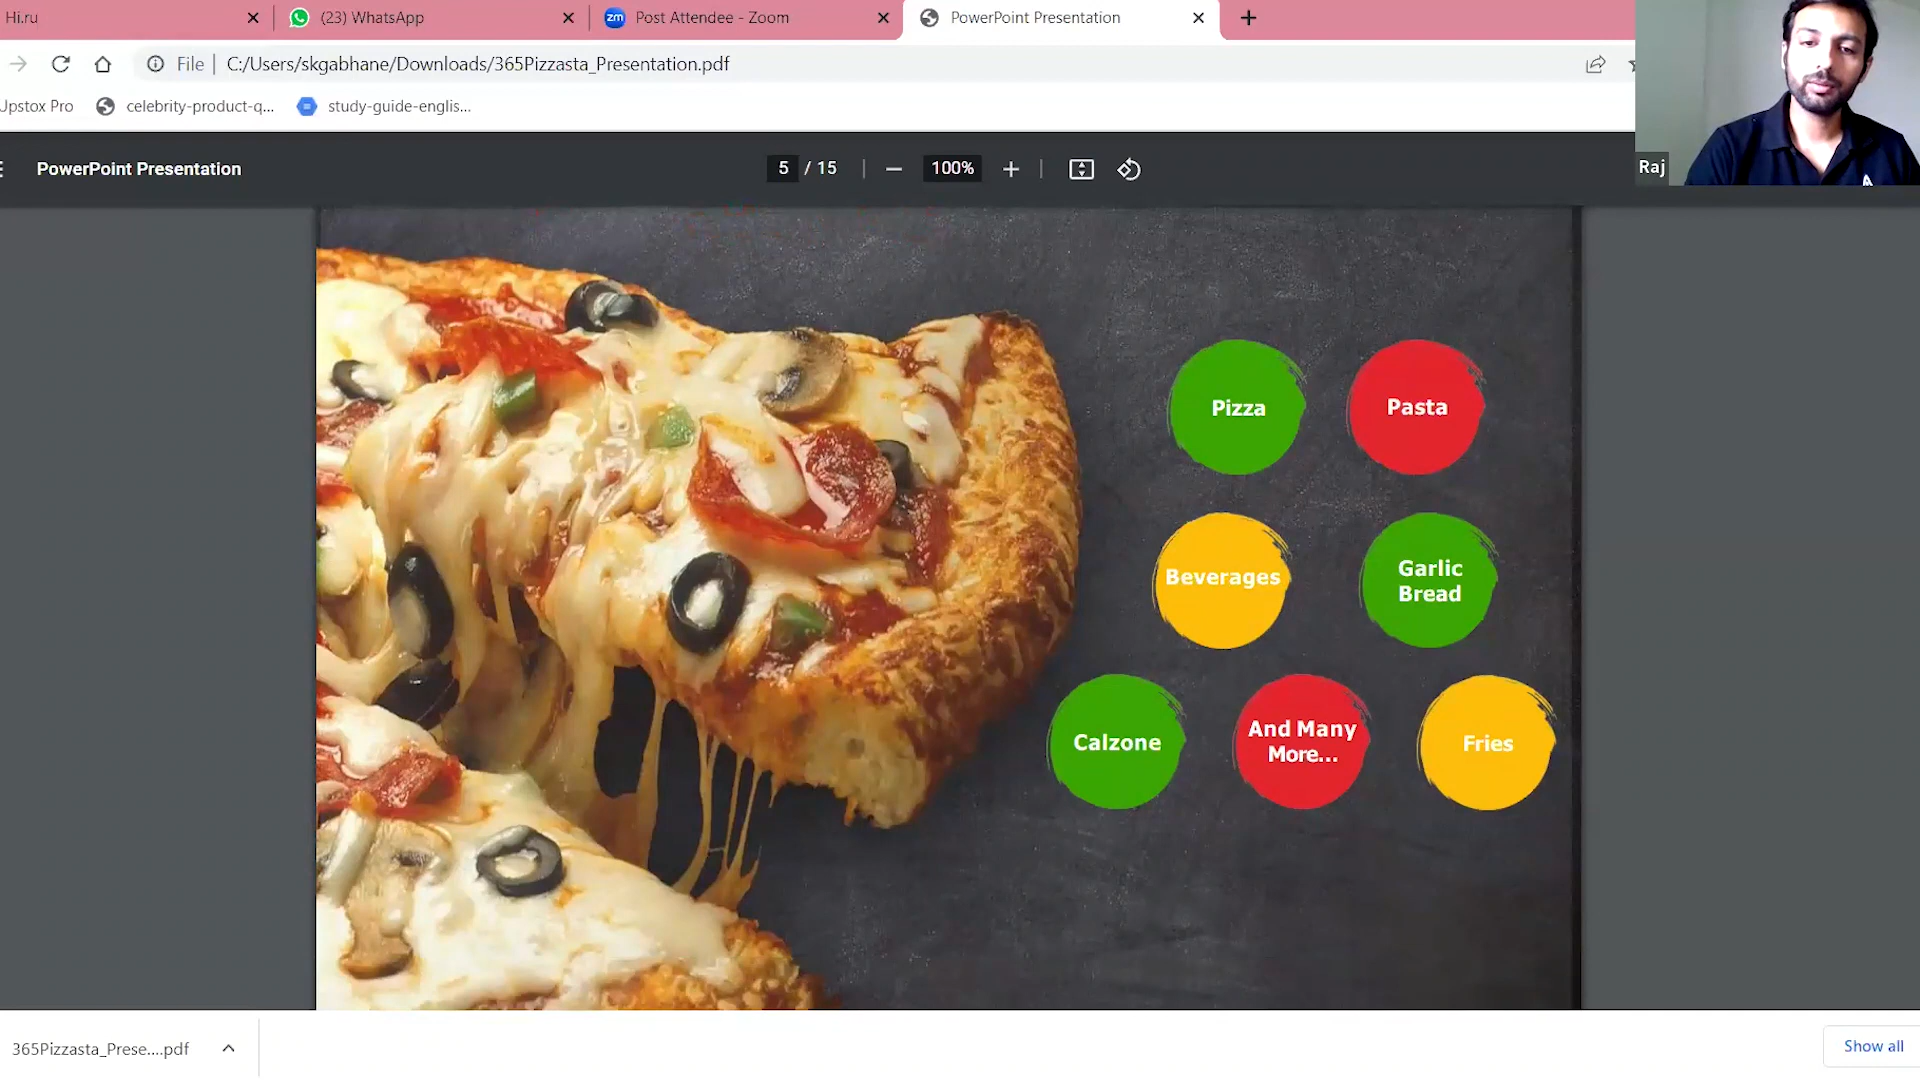 Hi.ru
(23) WhatsApp
zm
Post Attendee - Zoom
PowerPoint Presentation
File
C:/Users/skgabhane/Downloads/365Pizzasta_Presentation.pdf
Upstox Pro
celebrity-product-q...
study-guide-englis...
PowerPoint Presentation
5 / 15
100%
Raj
Pizza
Pasta
Beverages
Garlic
Bread
Calzone
And Many
More...
Fries
365Pizzasta_Prese....pdf
Show all